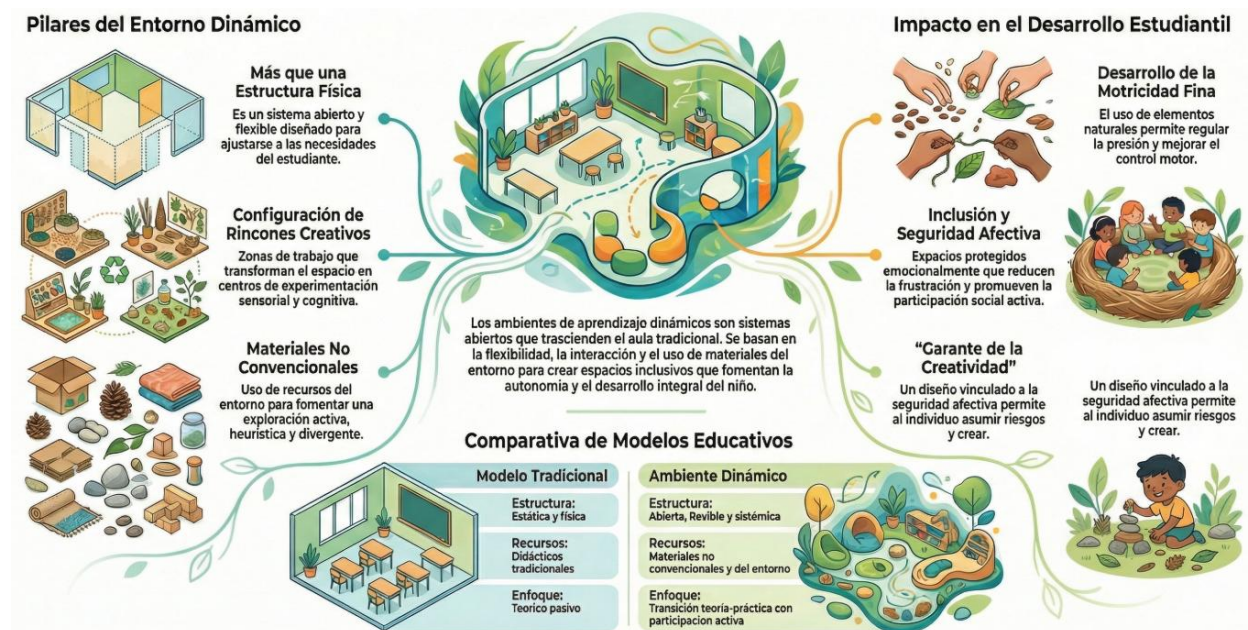 Pilares del Entorno Dinámico
Más que una
Estructura Física
Es un sistema abierto y
flexible diseñado para
ajustarse a las necesidades
del estudiante.
Configuración de
Rincones Creativos
Zonas de trabajo que
transforman el espacio en
centros de experimentación
sensorial y cognitiva.
Materiales No
Convencionales
Uso de recursos del
entorno para fomentar una
exploración activa,
heurística y divergente.
Los ambientes de aprendizajo dinámicos son sistemas
abiertos que trascienden el aula tradicional. Se basan en
la flexibilidad, la interacción y el uso de materiales del
entorno para crear espacios inclusivos que fomentan la
autonomia y el desarrollo integral del niño.
Impacto en el Desarrollo Estudiantil
Desarrollo de la
Motricidad Fina
El uso de elementos
naturales permite regular
la presión y mejorar el
control motor.
Inclusión y
Seguridad Afectiva
Espacios protegidos
emocionalmente que reducen
la frustración y promueven la
participación social activa.
“Garante de la
Creatividad”
Un diseño vinculado a la
seguridad afectiva permite
al individuo asumir riesgos
y crear.
Un diseño vinculado a la
seguridad afectiva permite
al individuo asumir riesgos
y crear.
Comparativa de Modelos Educativos
Modelo Tradicional
Estructura:
Estática y física
Recursos:
Didácticos
tradicionales
Enfoque:
Teorico pasivo
Ambiente Dinámico
Estructura:
Abierta, Rexible y sistémica
Recursos:
Materiales no
convencionales y del entorno
Enfoque:
Transición teoría-práctica con
participacion activa